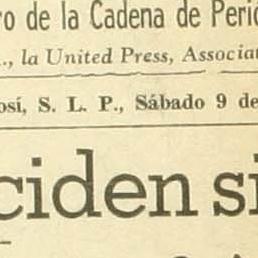 ro de la Cadena de Perió
., la United Press, Associat
osí, S. L. P., Sábado 9 de
ciden si